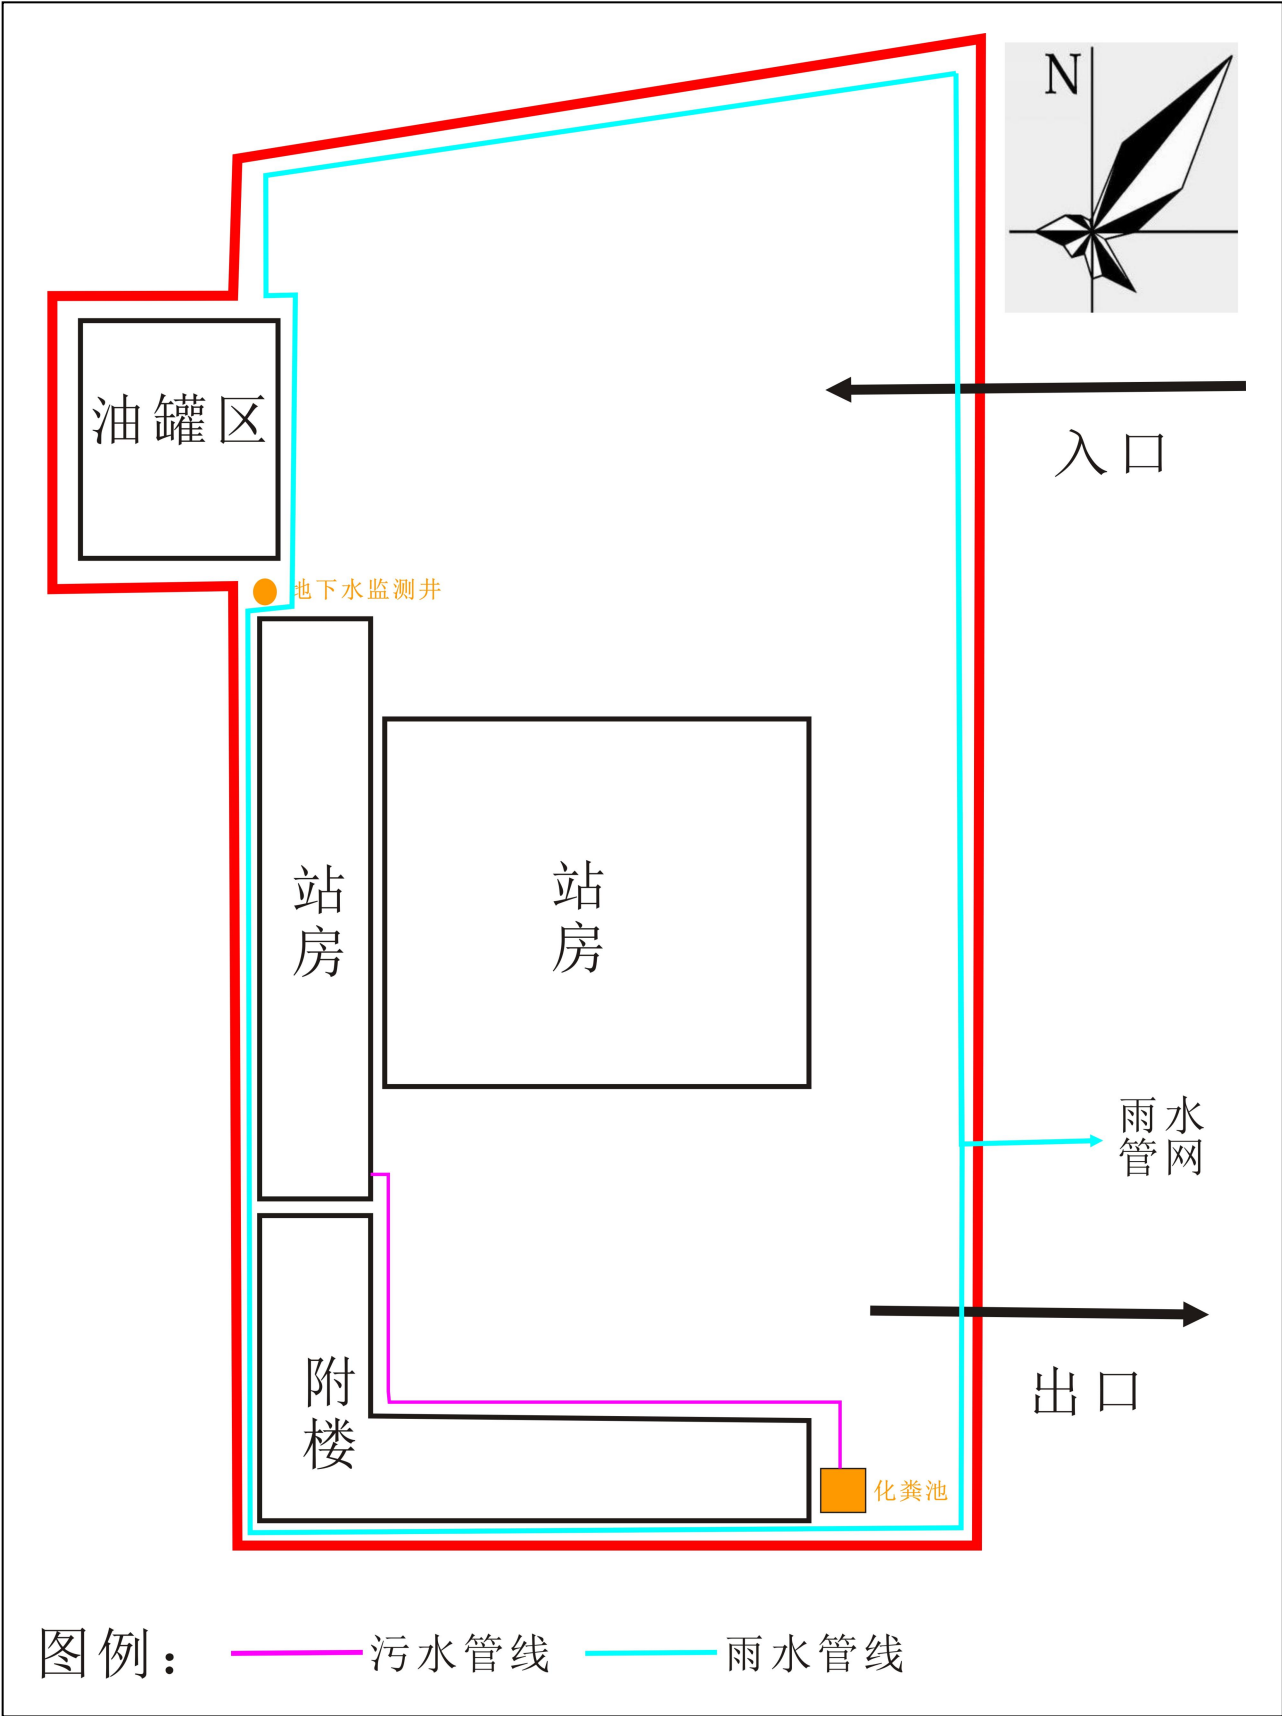 N
油罐区
入口
地下水监测井
站房
站房
雨水
管网
附楼
出口
化粪池
图例： 污水管线 雨水管线